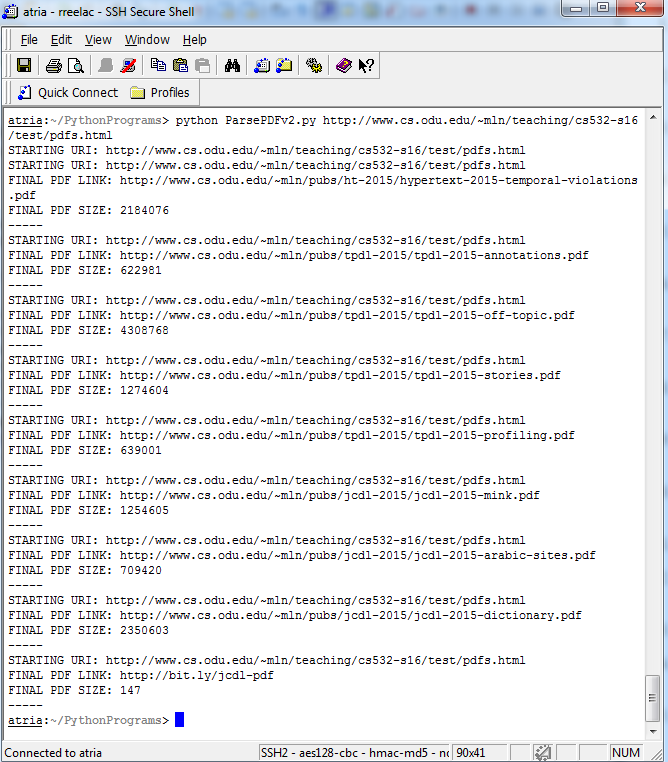 atria - rreelac - SSH Secure Shell
File Edit View Window Help
Quick Connect Profiles
atria:~/PythonPrograms> python ParsePDFv2.py http://www.cs.odu.edu/~mln/teaching/cs532-s16
/test/pdfs.html
STARTING URI: http://www.cs.odu.edu/~mln/teaching/cs532-s16/test/pdfs.html
STARTING URI: http://www.cs.odu.edu/~mln/teaching/cs532-s16/test/pdfs.html
FINAL PDF LINK: http://www.cs.odu.edu/~mln/pubs/ht-2015/hypertext-2015-temporal-violations
.pdf
FINAL PDF SIZE: 2184076
-----
STARTING URI: http://www.cs.odu.edu/~mln/teaching/cs532-s16/test/pdfs.html
FINAL PDF LINK: http://www.cs.odu.edu/~mln/pubs/tpdl-2015/tpdl-2015-annotations.pdf
FINAL PDF SIZE: 622981
-----
STARTING URI: http://www.cs.odu.edu/~mln/teaching/cs532-s16/test/pdfs.html
FINAL PDF LINK: http://www.cs.odu.edu/~mln/pubs/tpdl-2015/tpdl-2015-off-topic.pdf
FINAL PDF SIZE: 4308768
-----
STARTING URI: http://www.cs.odu.edu/~mln/teaching/cs532-s16/test/pdfs.html
FINAL PDF LINK: http://www.cs.odu.edu/~mln/pubs/tpdl-2015/tpdl-2015-stories.pdf
FINAL PDF SIZE: 1274604
-----
STARTING URI: http://www.cs.odu.edu/~mln/teaching/cs532-s16/test/pdfs.html
FINAL PDF LINK: http://www.cs.odu.edu/~mln/pubs/tpdl-2015/tpdl-2015-profiling.pdf
FINAL PDF SIZE: 639001
-----
STARTING URI: http://www.cs.odu.edu/~mln/teaching/cs532-s16/test/pdfs.html
FINAL PDF LINK: http://www.cs.odu.edu/~mln/pubs/jcdl-2015/jcdl-2015-mink.pdf
FINAL PDF SIZE: 1254605
-----
STARTING URI: http://www.cs.odu.edu/~mln/teaching/cs532-s16/test/pdfs.html
FINAL PDF LINK: http://www.cs.odu.edu/~mln/pubs/jcdl-2015/jcdl-2015-arabic-sites.pdf
FINAL PDF SIZE: 709420
-----
STARTING URI: http://www.cs.odu.edu/~mln/teaching/cs532-s16/test/pdfs.html
FINAL PDF LINK: http://www.cs.odu.edu/~mln/pubs/jcdl-2015/jcdl-2015-dictionary.pdf
FINAL PDF SIZE: 2350603
-----
STARTING URI: http://www.cs.odu.edu/~mln/teaching/cs532-s16/test/pdfs.html
FINAL PDF LINK: http://bit.ly/jcdl-pdf
FINAL PDF SIZE: 147
-----
atria:~/PythonPrograms>
Connected to atria SSH2 - aes128-cbc - hmac-md5 - nc 90x41 NUM